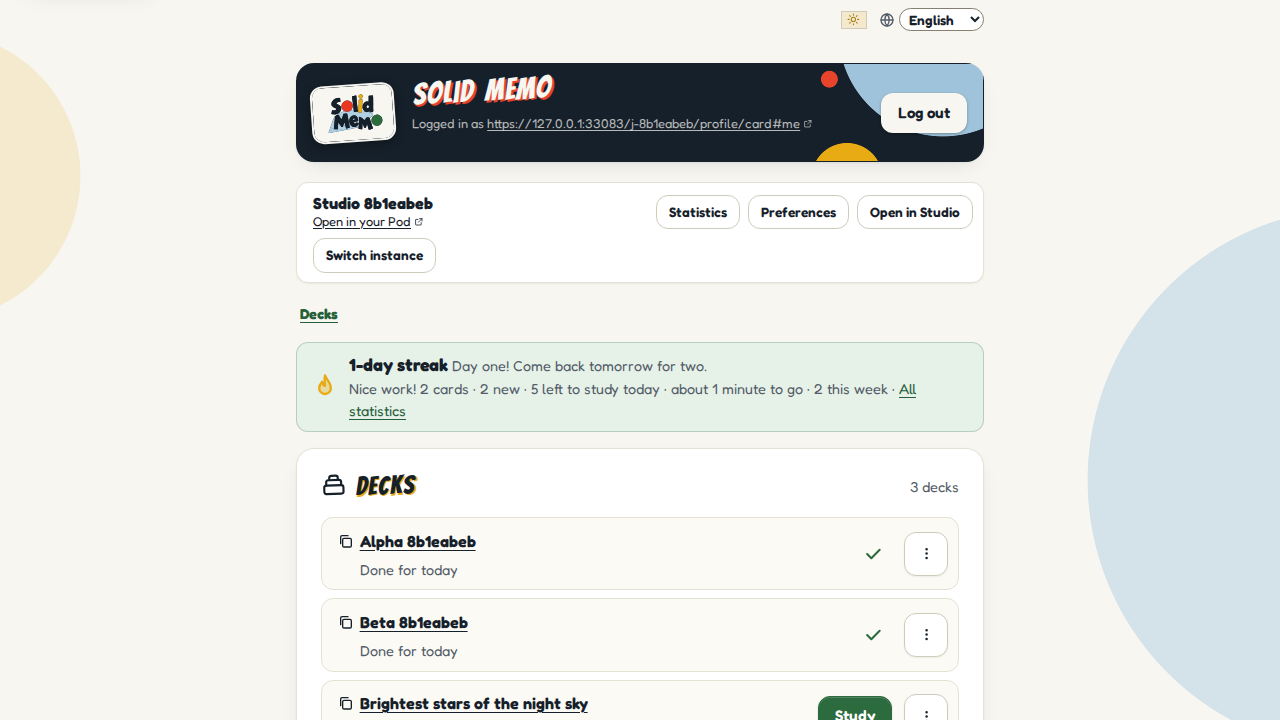 English
Solid Memo
SOLID MEMO
Logged in as https://127.0.0.1:33083/j-8b1eabeb/profile/card#me
Log out
Studio 8b1eabeb
Open in your Pod
Statistics
Preferences
Open in Studio
Switch instance
Decks
1-day streak Day one! Come back tomorrow for two.
Nice work! 2 cards · 2 new · 5 left to study today · about 1 minute to go · 2 this week · All
statistics
DECKS
3 decks
Alpha 8b1eabeb
Done for today
Beta 8b1eabeb
Done for today
Brightest stars of the night sky
Study